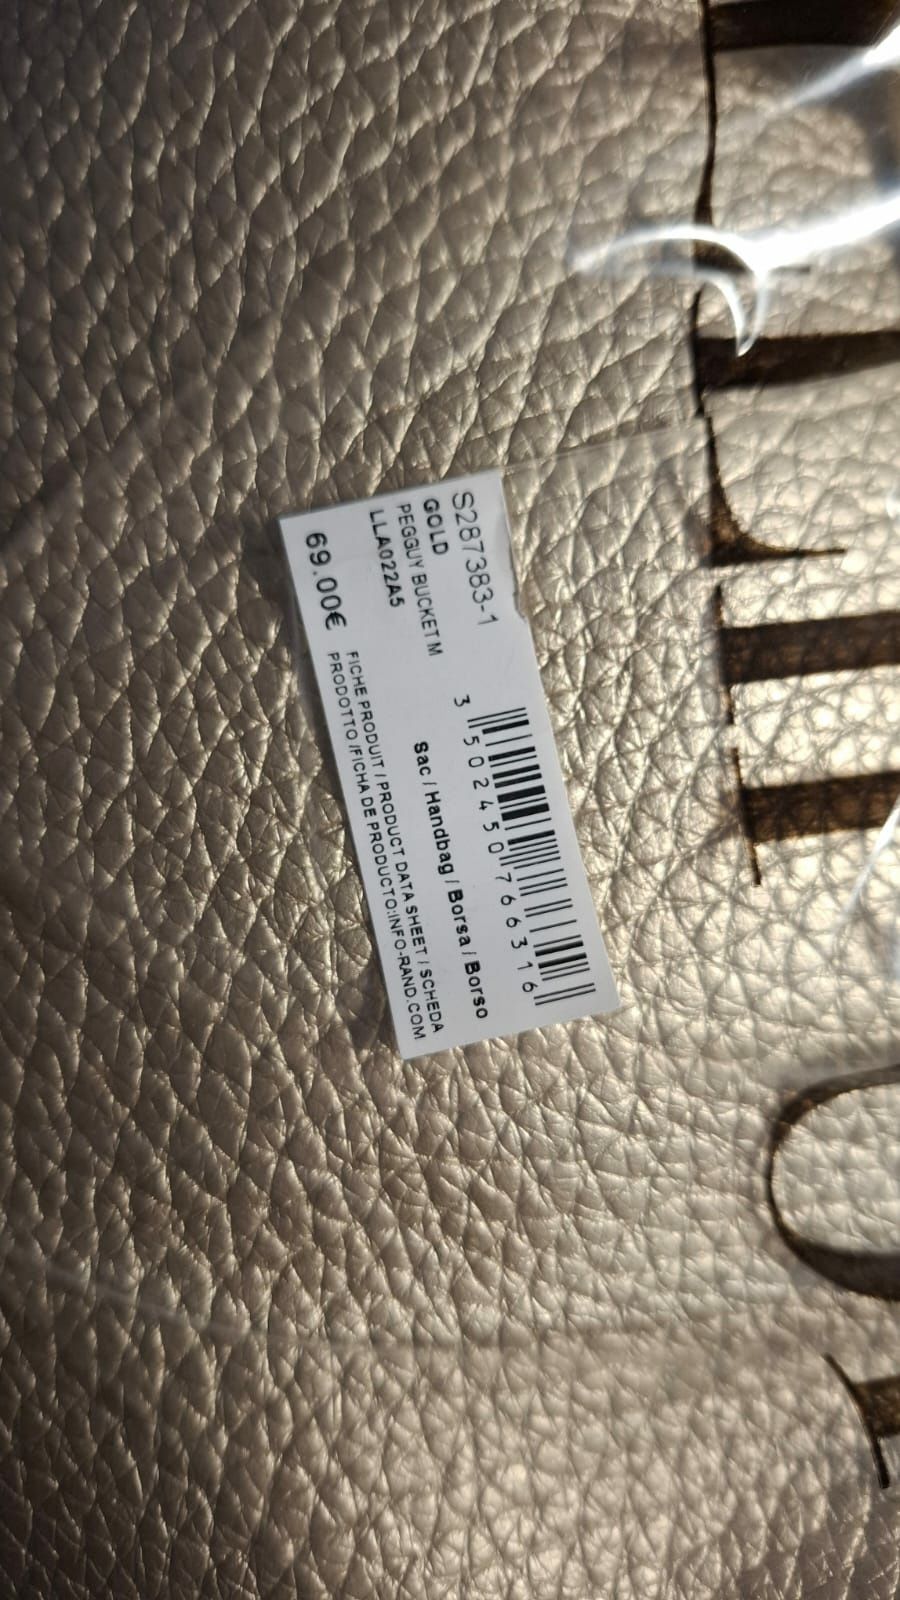 S287383-1
GOLD
PEGGUY BUCKET M
LLA022A5
3 502450 766316
Sac / Handbag / Borsa / Borso
69.00€
FICHE PRODUIT / PRODUCT DATA SHEET / SCHEDA
PRODOTTO /FICHA DE PRODUCTO:INFO-RAND.COM